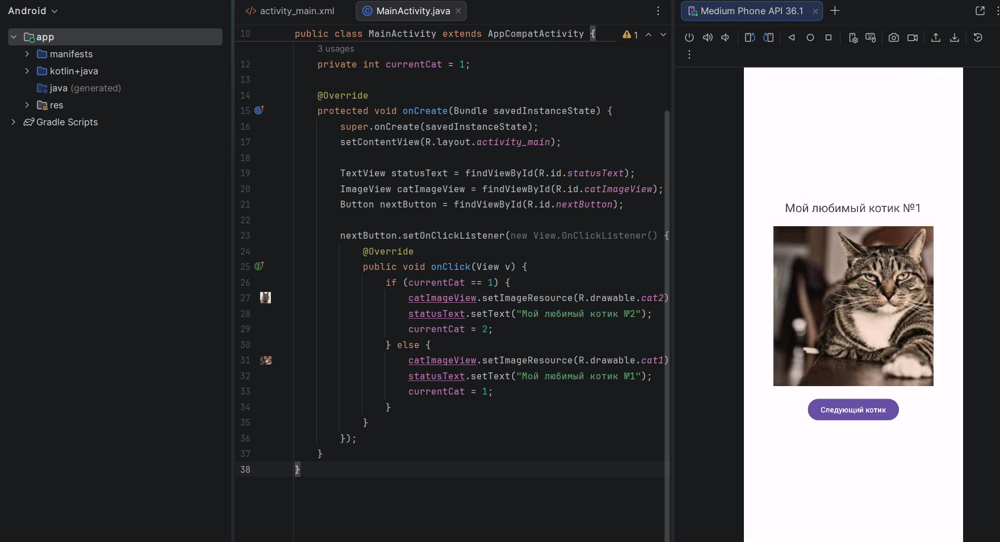 Android
app
manifests
kotlin+java
java (generated)
res
Gradle Scripts
</> activity_main.xml
MainActivity.java
10 public class MainActivity extends AppCompatActivity {
1
3 usages
12 private int currentCat = 1;
13
14 @Override
15 protected void onCreate(Bundle savedInstanceState) {
16 super.onCreate(savedInstanceState);
17 setContentView(R.layout.activity_main);
18
19 TextView statusText = findViewById(R.id.statusText);
20 ImageView catImageView = findViewById(R.id.catImageView);
21 Button nextButton = findViewById(R.id.nextButton);
22
23 nextButton.setOnClickListener(new View.OnClickListener() {
24 @Override
25 public void onClick(View v) {
26 if (currentCat == 1) {
27 catImageView.setImageResource(R.drawable.cat2)
28 statusText.setText("Мой любимый котик №2");
29 currentCat = 2;
30 } else {
31 catImageView.setImageResource(R.drawable.cat1)
32 statusText.setText("Мой любимый котик №1");
33 currentCat = 1;
34 }
35 }
36 });
37 }
38 }
Medium Phone API 36.1
Мой любимый котик №1
Следующий котик